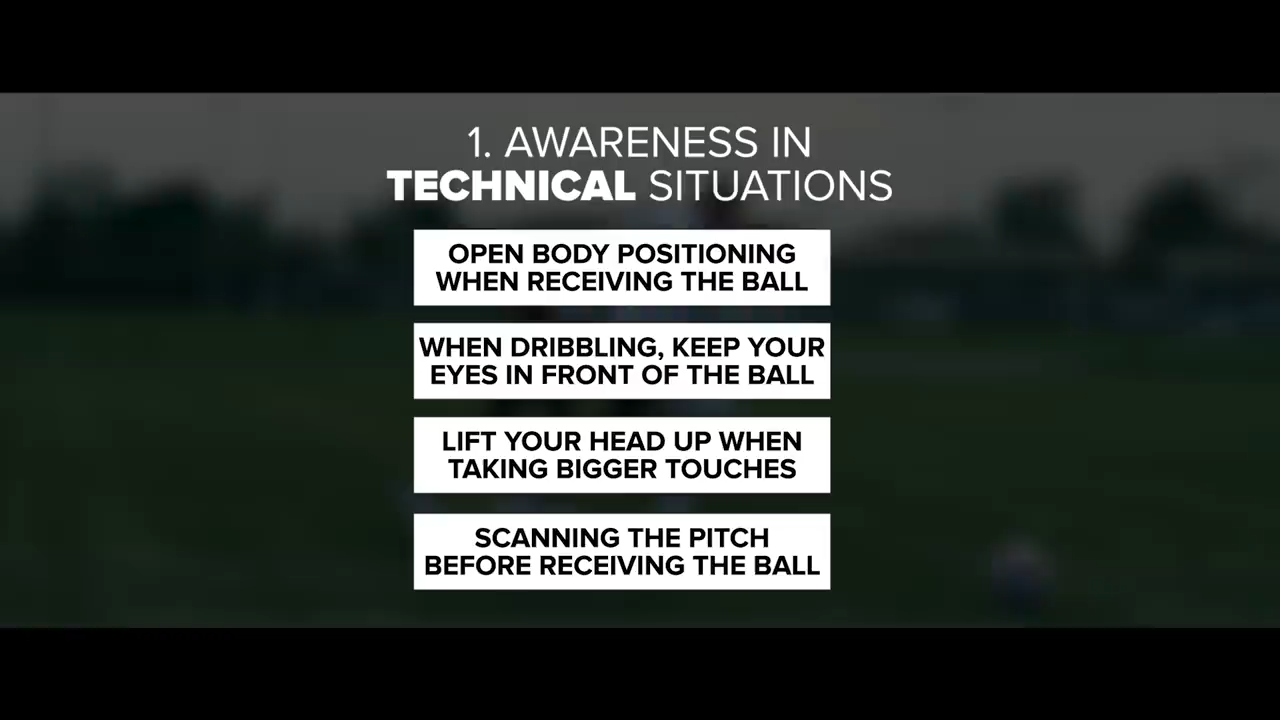 1. AWARENESS IN
TECHNICAL SITUATIONS
OPEN BODY POSITIONING
WHEN RECEIVING THE BALL
WHEN DRIBBLING, KEEP YOUR
EYES IN FRONT OF THE BALL
LIFT YOUR HEAD UP WHEN
TAKING BIGGER TOUCHES
SCANNING THE PITCH
BEFORE RECEIVING THE BALL